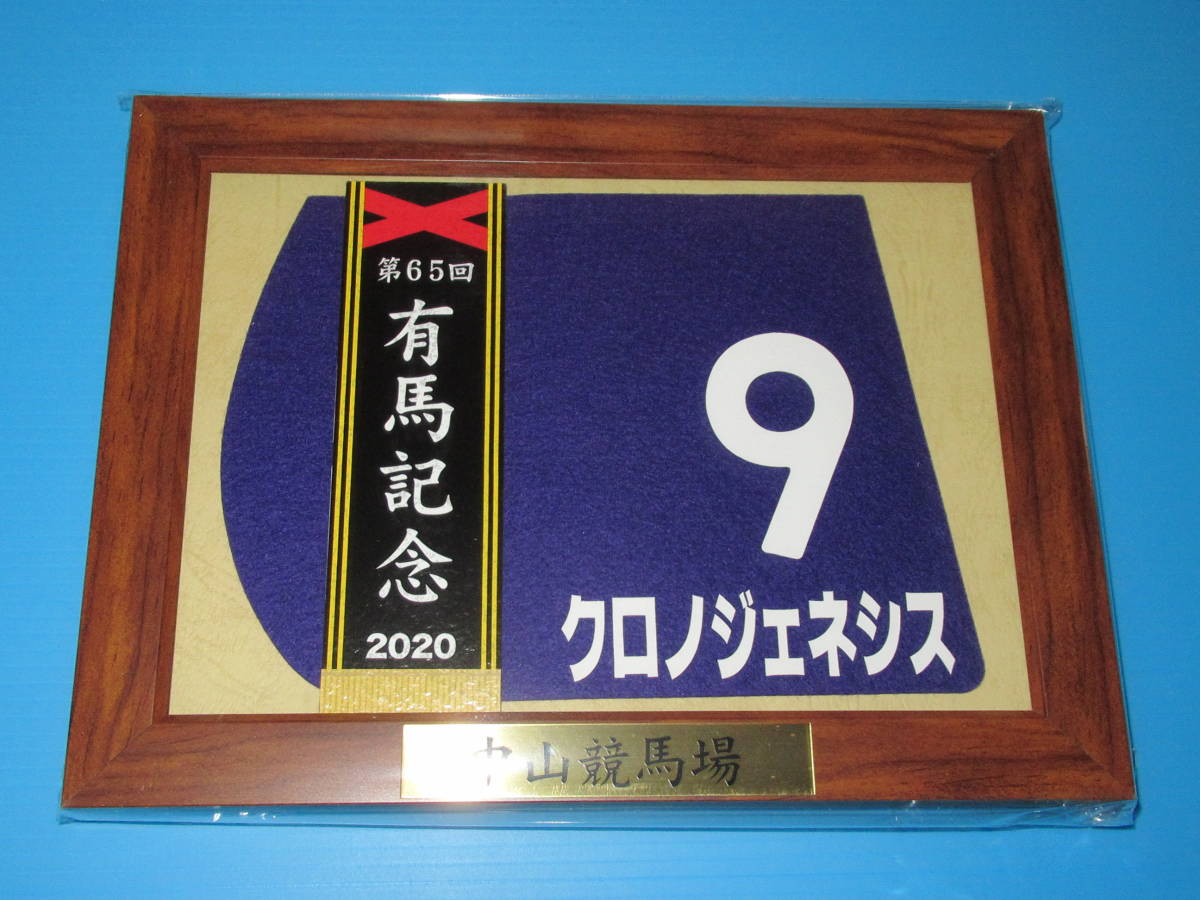 第65回
有馬記念
2020
9
クロノジェネシス
中山競馬場